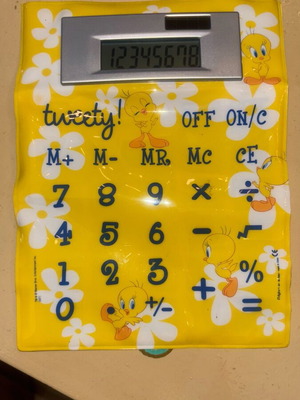 12345678
tweety!
OFF ON/C
M+ M- MR MC CE
7 8 9 × ÷
4 5 6 - √
1 2 3 + %
0 +/- =